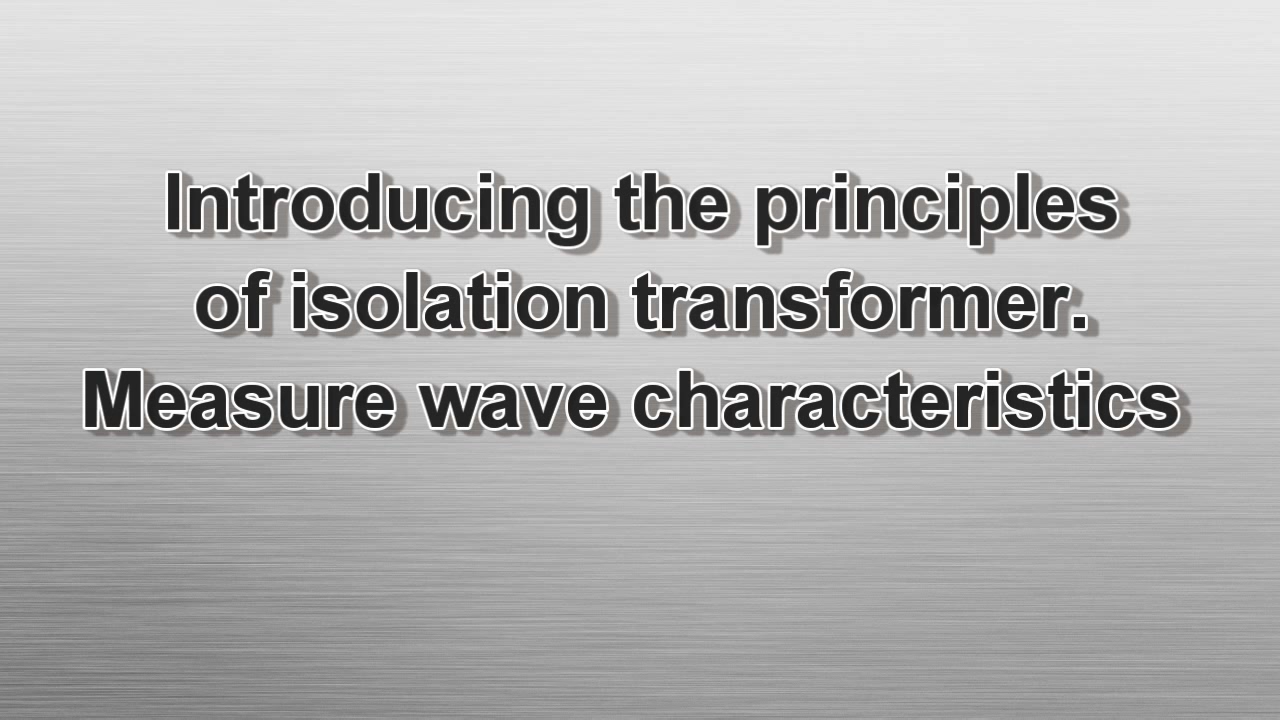 Introducing the principles
of isolation transformer.
Measure wave characteristics